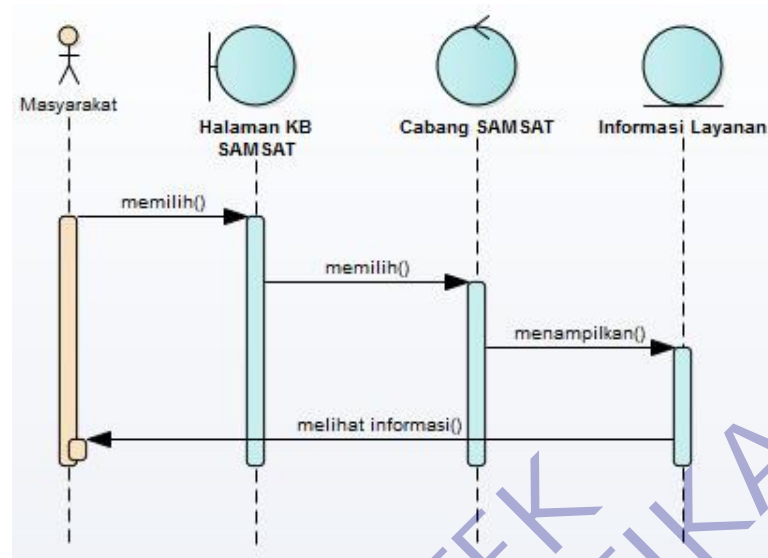 Masyarakat
Halaman KB
SAMSAT
Cabang SAMSAT
Informasi Layanan
memilih()
memilih()
menampilkan()
melihat informasi()